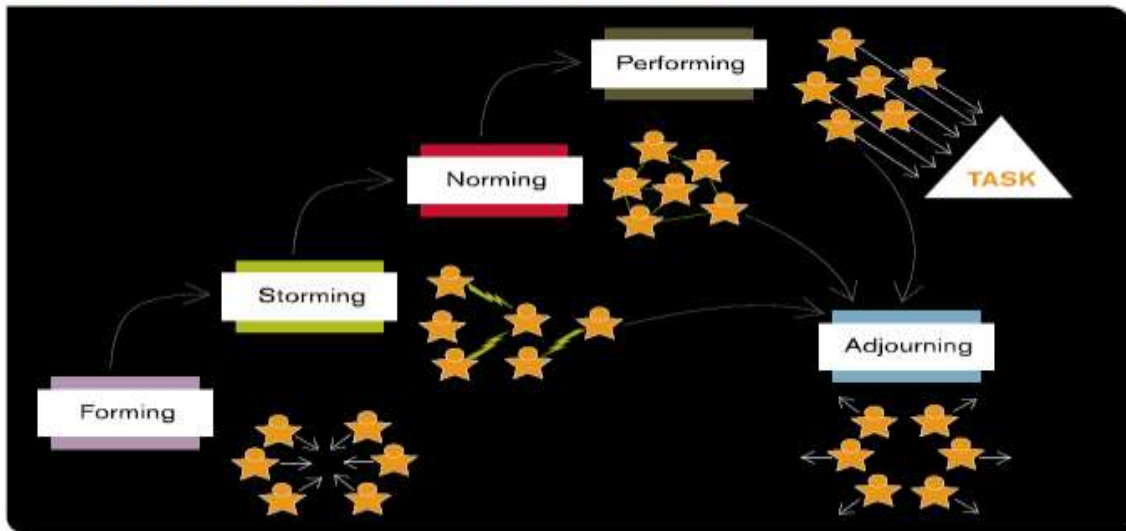 Performing
TASK
Norming
Storming
Adjourning
Forming